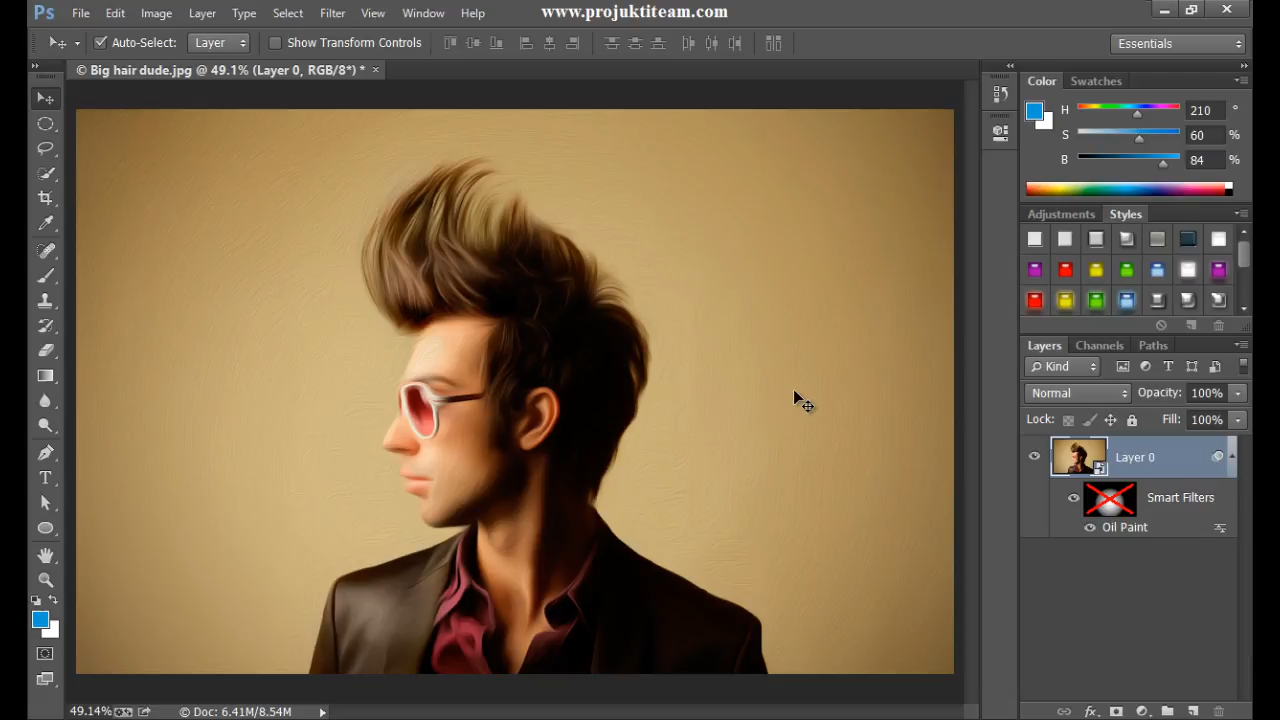 Ps File Edit Image Layer Type Select Filter View Window Help www.projuktiteam.com
Auto-Select: Layer Show Transform Controls Essentials
© Big hair dude.jpg @ 49.1% (Layer 0, RGB/8*) * ×
Color Swatches
H 210 °
S 60 %
B 84 %
Adjustments Styles
Layers Channels Paths
Kind
Normal Opacity: 100%
Lock: Fill: 100%
Layer 0
Smart Filters
Oil Paint
49.14% © Doc: 6.41M/8.54M